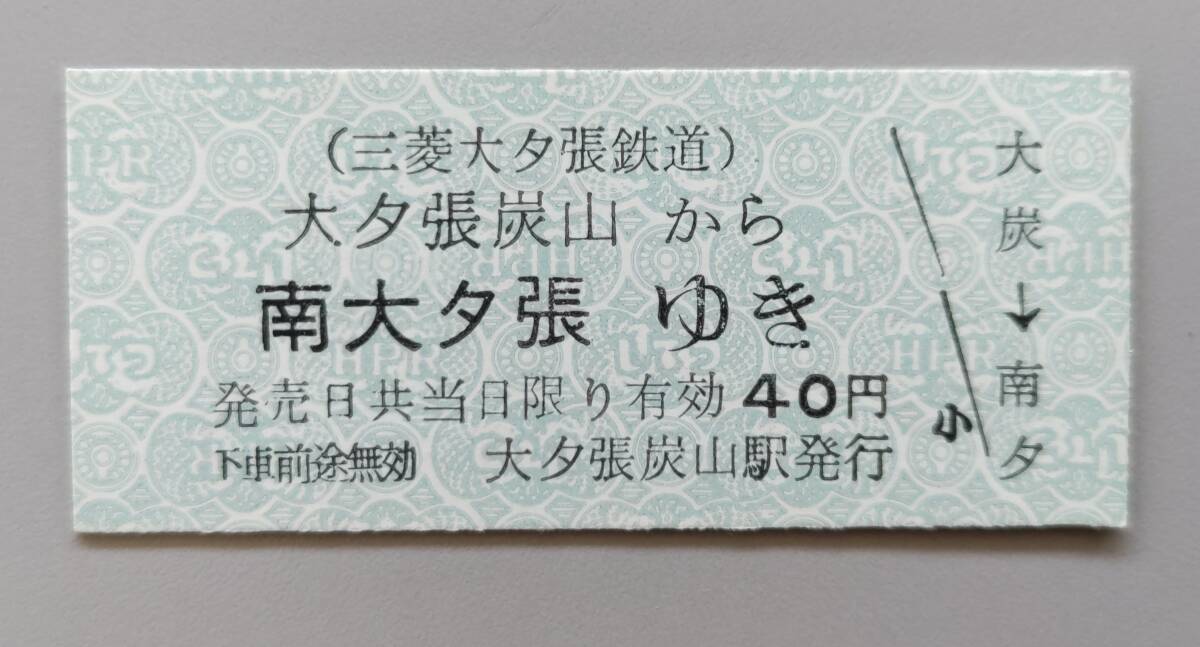 (三菱大夕張鉄道)
大夕張炭山から
南大夕張ゆき
発売日共当日限り有効40円
下車前途無効 大夕張炭山駅発行
小
大炭→南夕